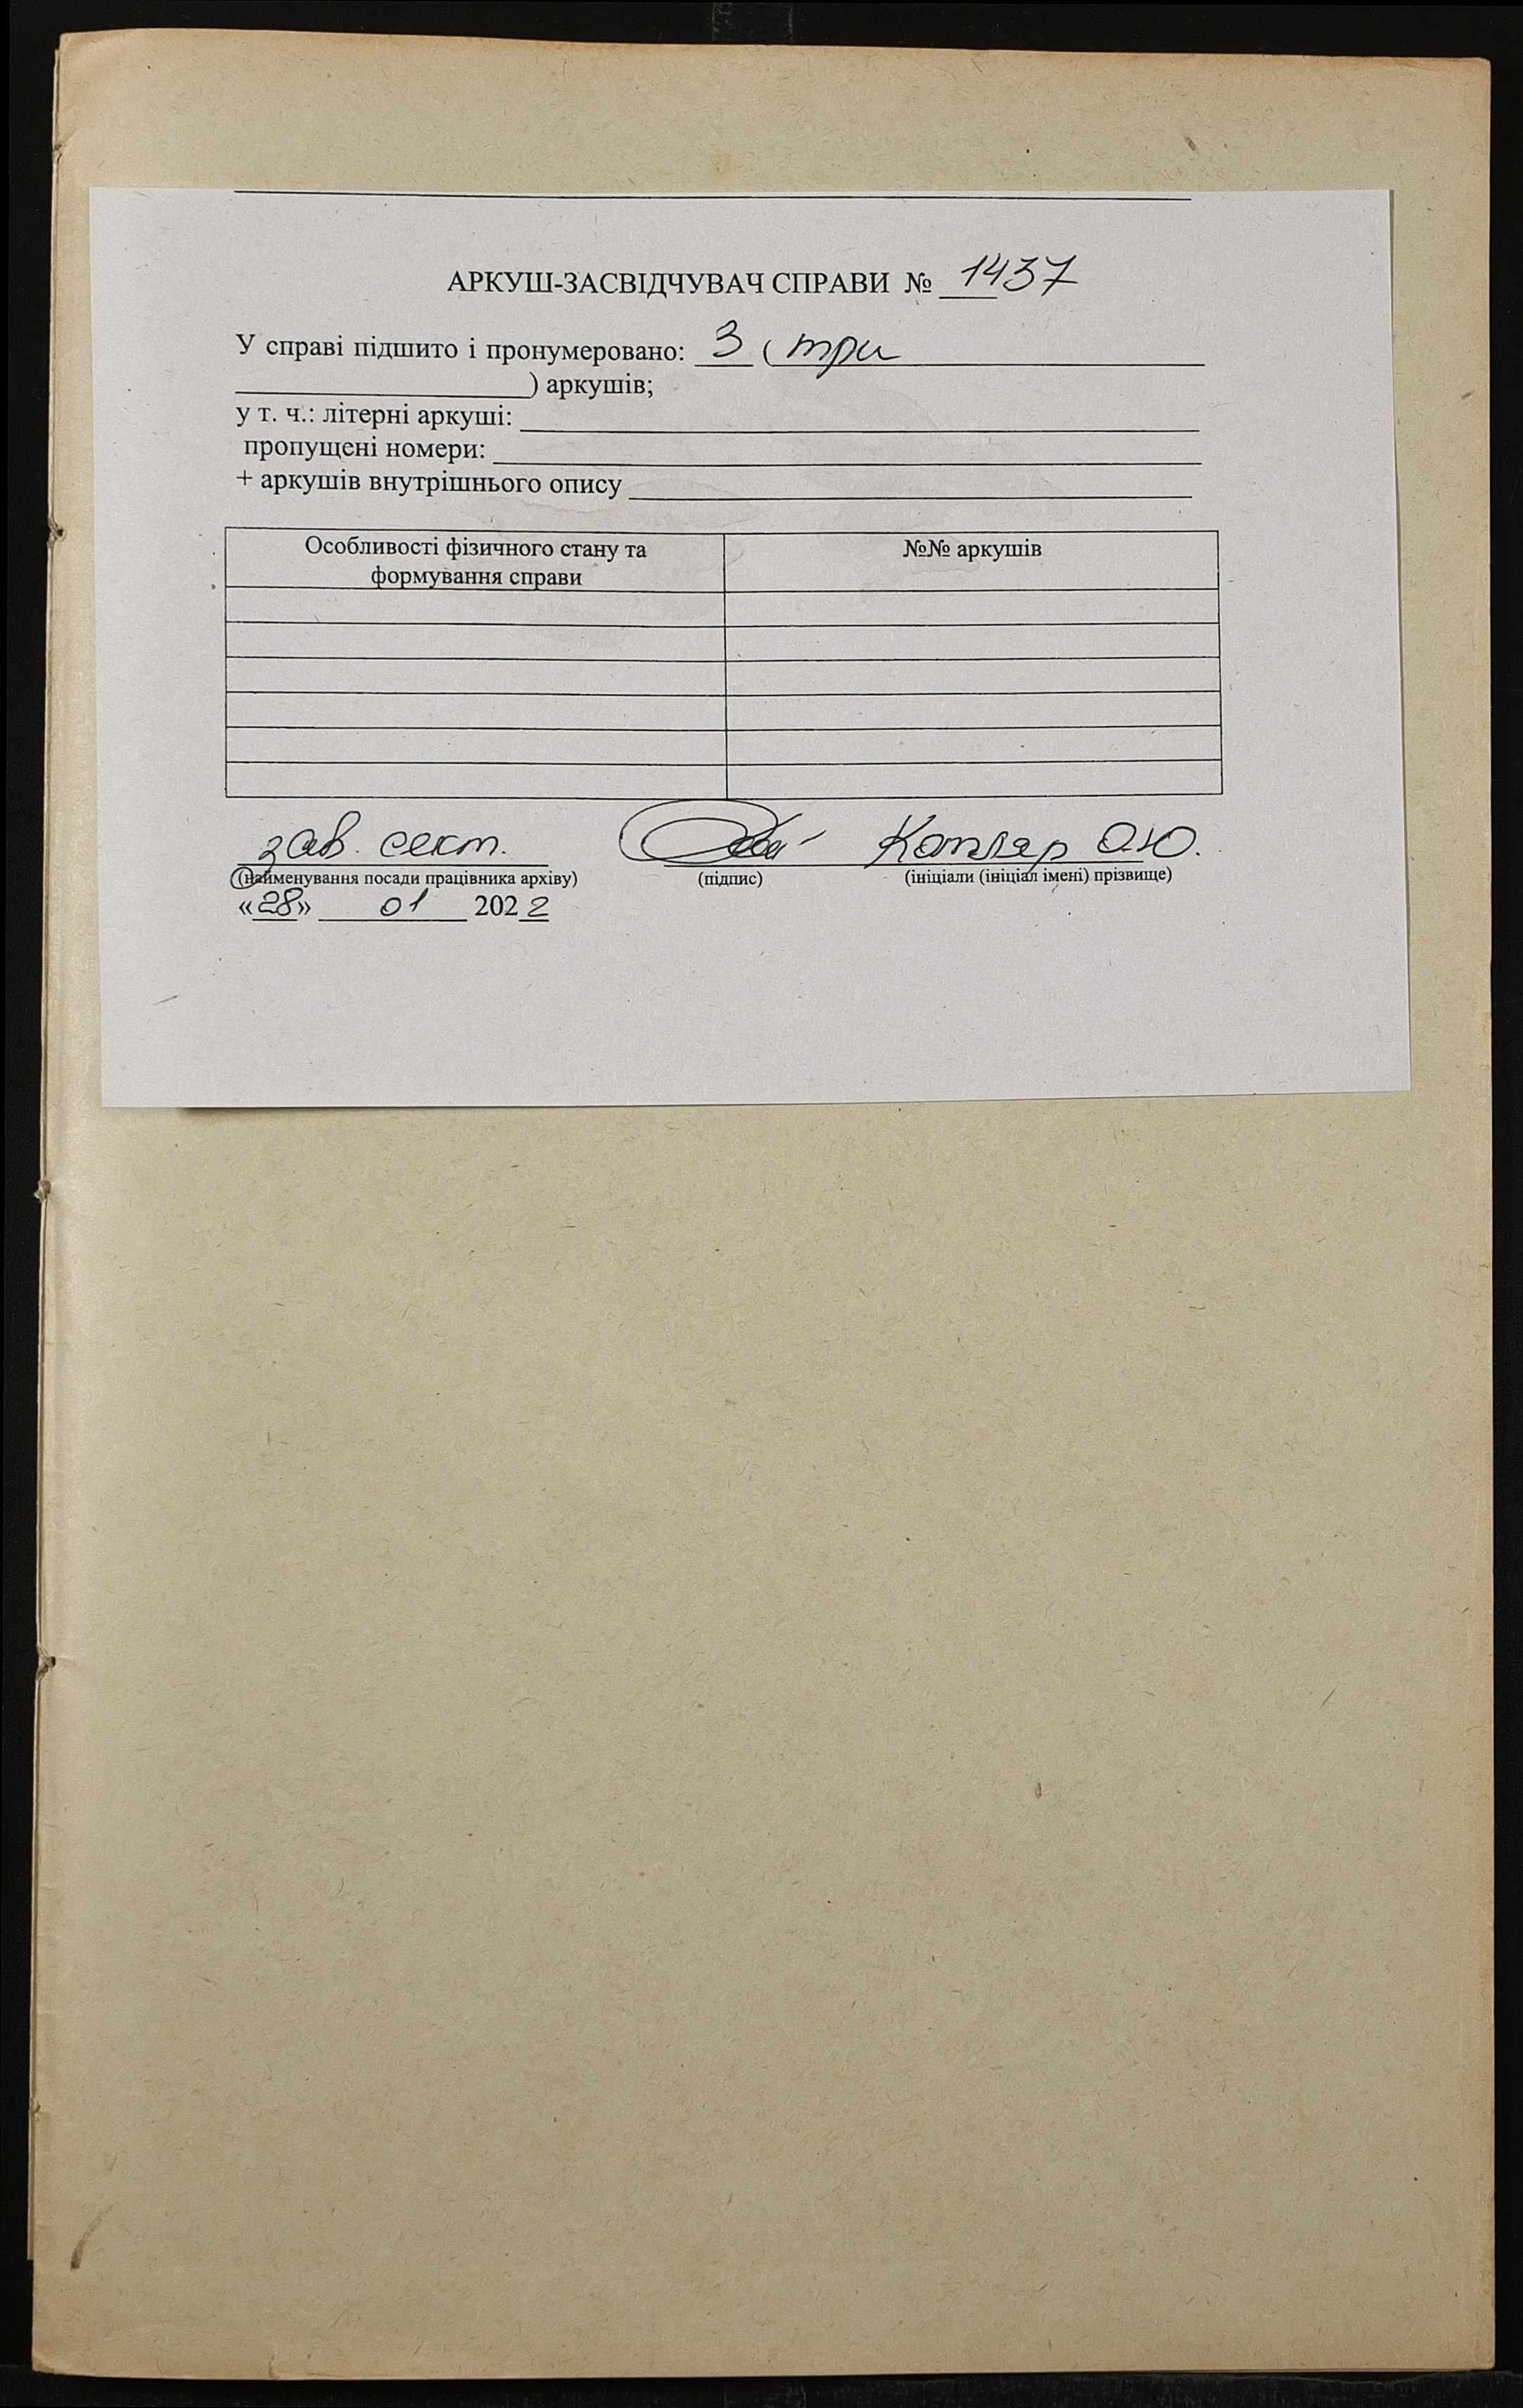 АРКУШ-ЗАСВІДЧУВАЧ СПРАВИ № 1437
У справі підшито і пронумеровано: 3 ( три
) аркушів;
у т. ч.: літерні аркуші:
пропущені номери:
+ аркушів внутрішнього опису
Особливості фізичного стану та формування справи
№№ аркушів
зав. сект.
(найменування посади працівника архіву)
(підпис)
О.Ю.
(ініціали (ініціал імені) прізвище)
«28» 01 2022